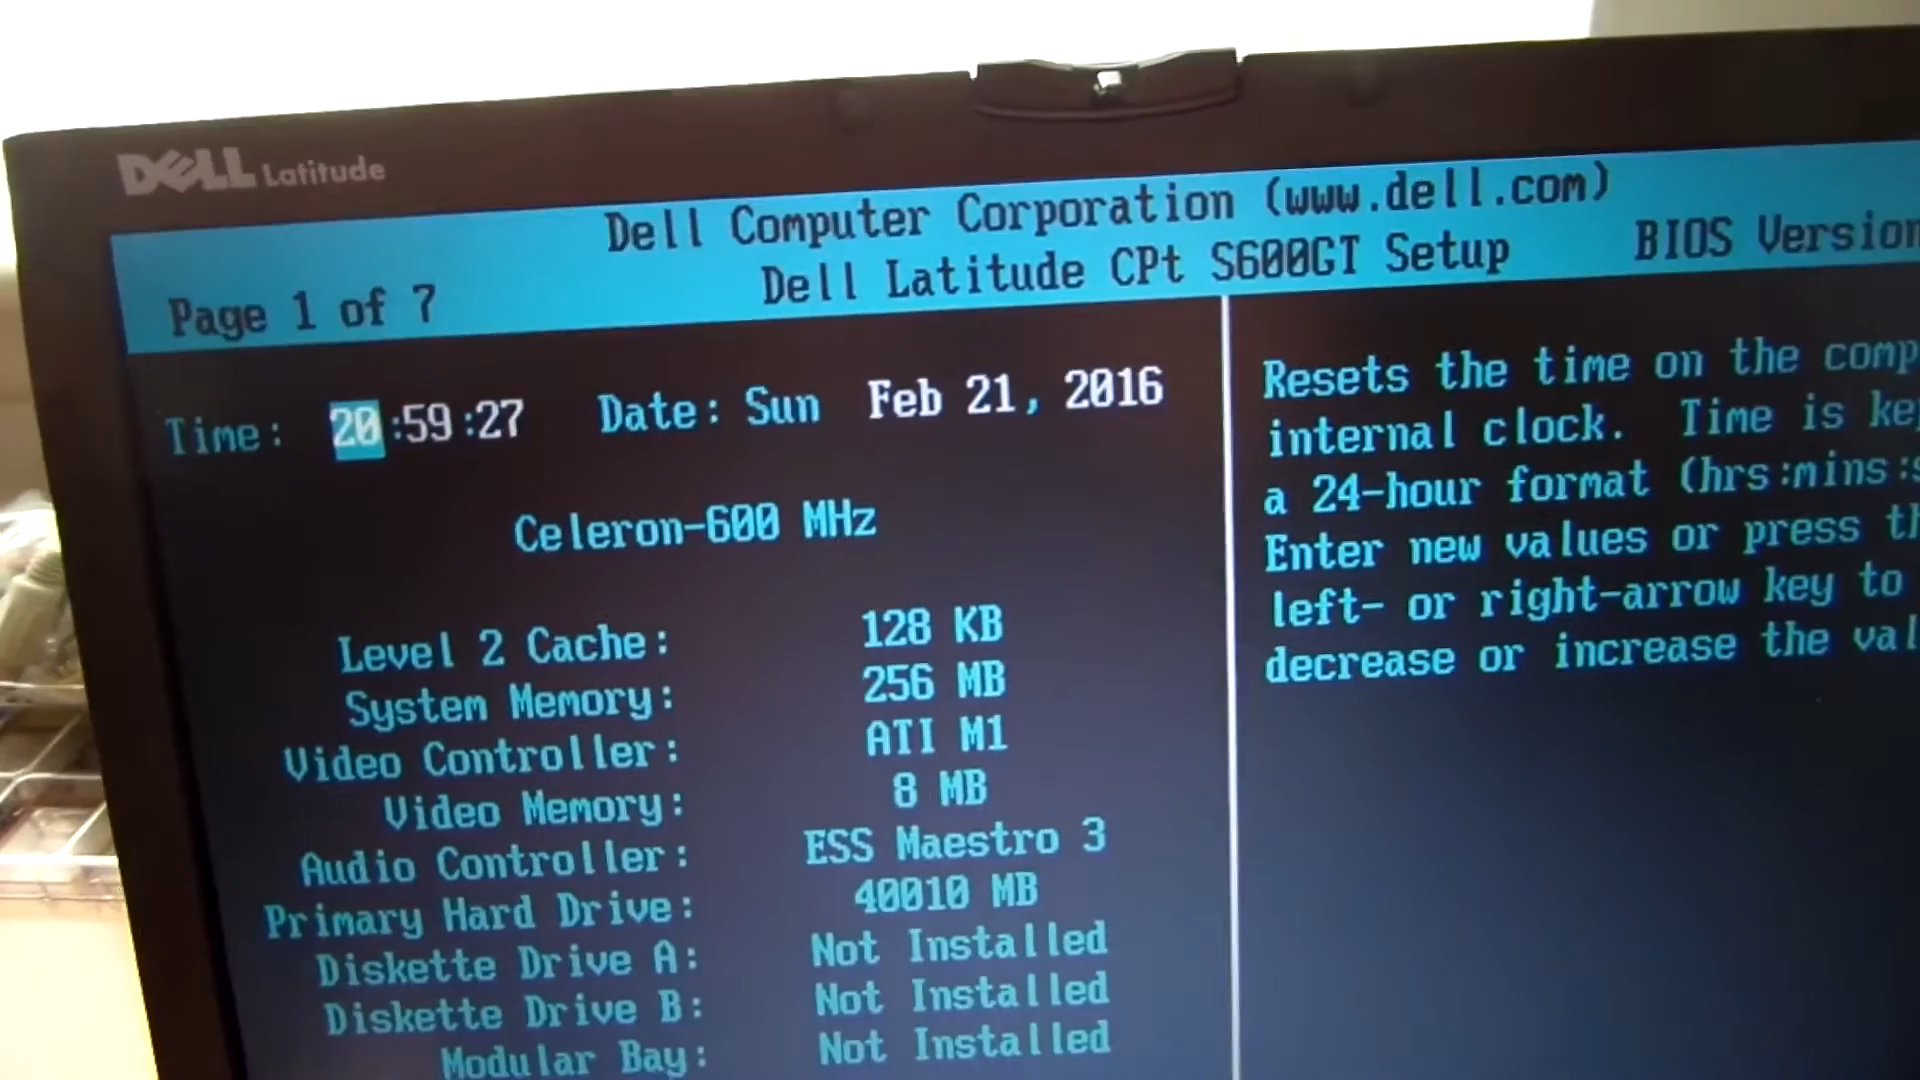 DELL Latitude
Dell Computer Corporation (www.dell.com)
Page 1 of 7 Dell Latitude CPt S600GT Setup BIOS Version
Time: 20:59:27 Date: Sun Feb 21, 2016
Celeron-600 MHz
Level 2 Cache: 128 KB
System Memory: 256 MB
Video Controller: ATI M1
Video Memory: 8 MB
Audio Controller: ESS Maestro 3
Primary Hard Drive: 40010 MB
Diskette Drive A: Not Installed
Diskette Drive B: Not Installed
Modular Bay: Not Installed
Resets the time on the comp
internal clock. Time is ke
a 24-hour format (hrs:mins:s
Enter new values or press th
left- or right-arrow key to
decrease or increase the val